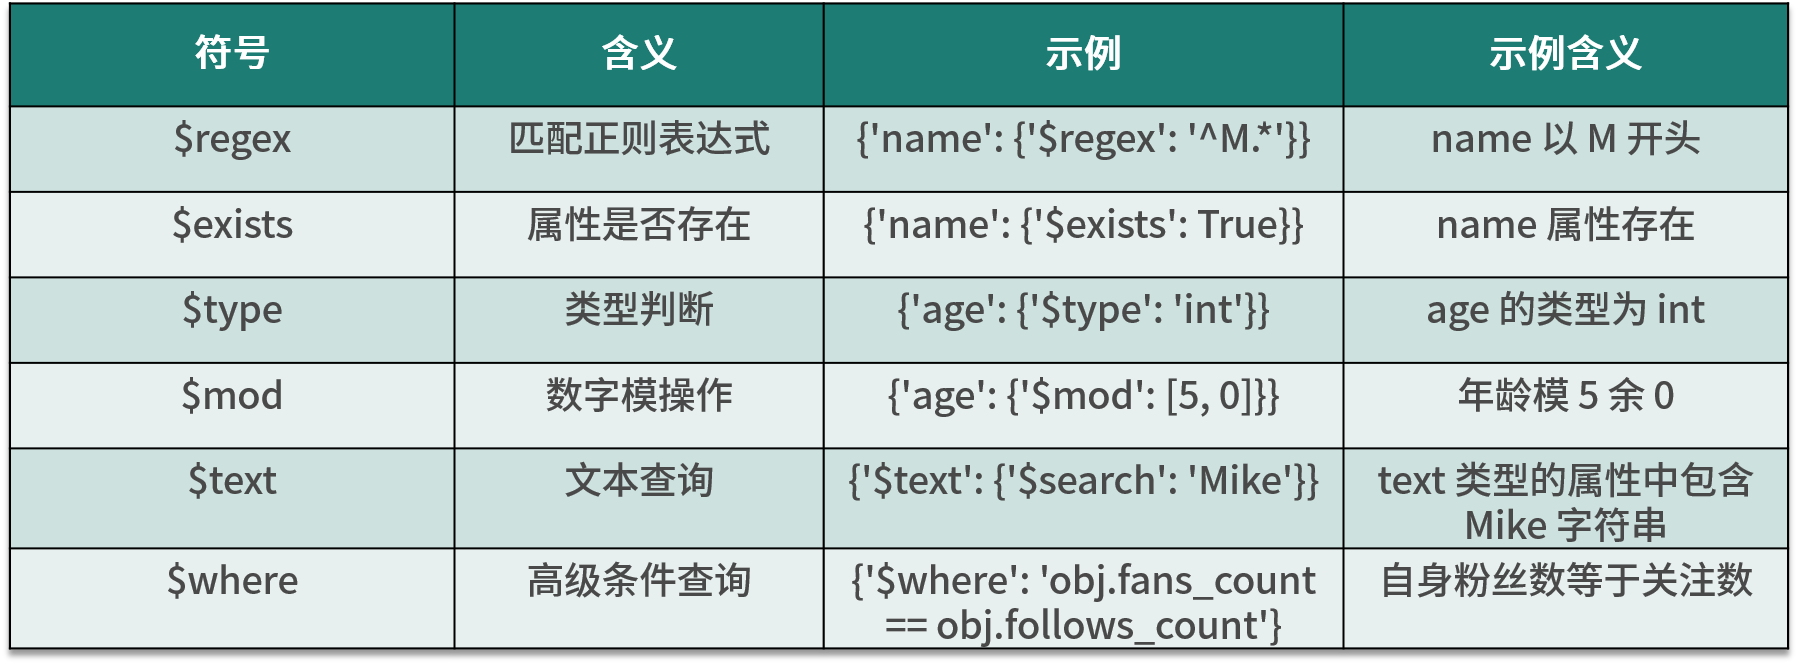 符号 含义 示例 示例含义
$regex 匹配正则表达式 {'name': {'$regex': '^M.*'}} name 以 M 开头
$exists 属性是否存在 {'name': {'$exists': True}} name 属性存在
$type 类型判断 {'age': {'$type': 'int'}} age 的类型为 int
$mod 数字模操作 {'age': {'$mod': [5, 0]}} 年龄模 5 余 0
$text 文本查询 {'$text': {'$search': 'Mike'}} text 类型的属性中包含
Mike 字符串
$where 高级条件查询 {'$where': 'obj.fans_count 自身粉丝数等于关注数
== obj.follows_count'}